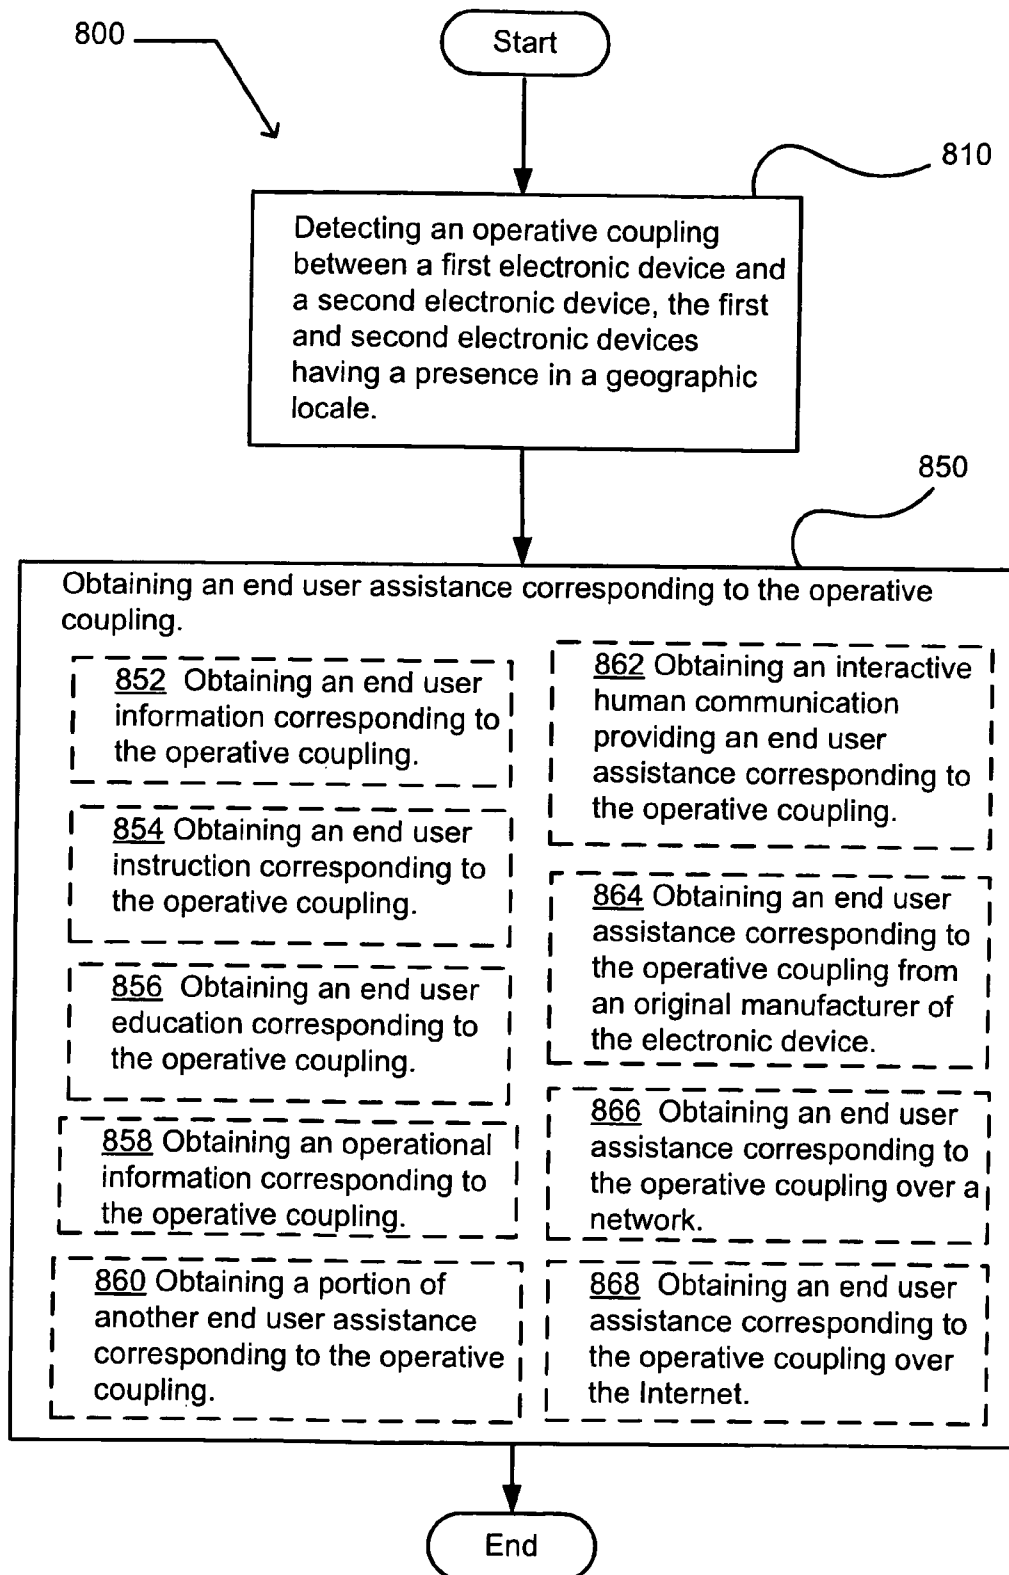 800
Start
810
Detecting an operative coupling
between a first electronic device and
a second electronic device, the first
and second electronic devices
having a presence in a geographic
locale.
850
Obtaining an end user assistance corresponding to the operative
coupling.
852 Obtaining an end user
information corresponding to
the operative coupling.
854 Obtaining an end user
instruction corresponding to
the operative coupling.
856 Obtaining an end user
education corresponding to
the operative coupling.
858 Obtaining an operational
information corresponding to
the operative coupling.
860 Obtaining a portion of
another end user assistance
corresponding to the operative
coupling.
862 Obtaining an interactive
human communication
providing an end user
assistance corresponding to
the operative coupling.
864 Obtaining an end user
assistance corresponding to
the operative coupling from
an original manufacturer of
the electronic device.
866 Obtaining an end user
assistance corresponding to
the operative coupling over a
network.
868 Obtaining an end user
assistance corresponding to
the operative coupling over
the Internet.
End